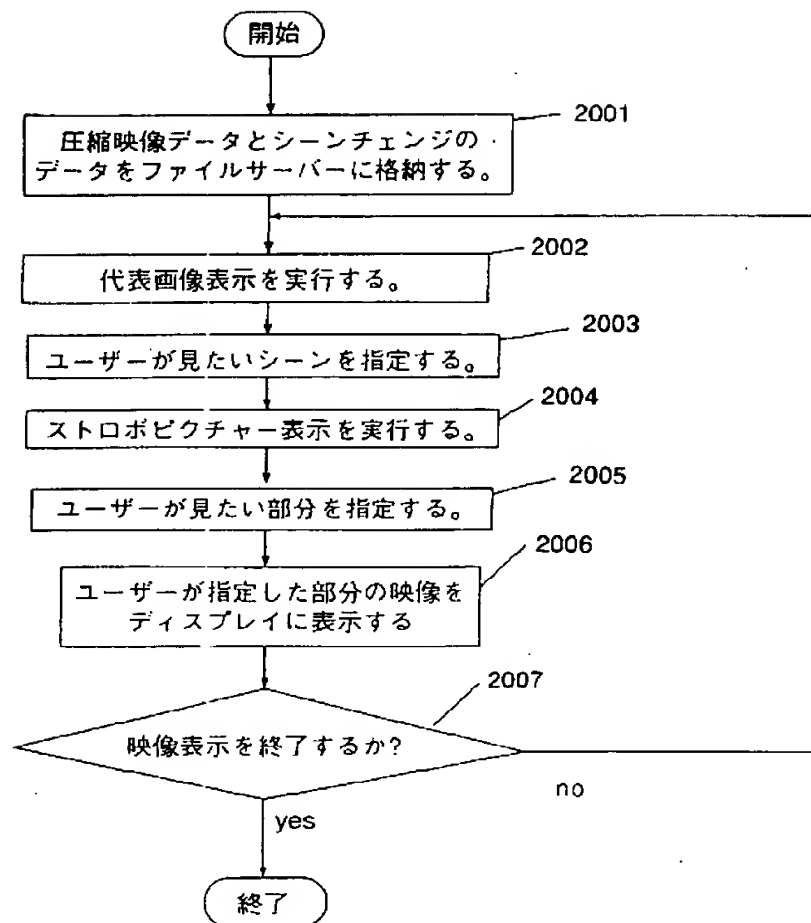 開始
2001
圧縮映像データとシーンチェンジの
データをファイルサーバーに格納する。
2002
代表画像表示を実行する。
2003
ユーザーが見たいシーンを指定する。
2004
ストロボピクチャー表示を実行する。
2005
ユーザーが見たい部分を指定する。
2006
ユーザーが指定した部分の映像を
ディスプレイに表示する
2007
映像表示を終了するか?
no
yes
終了